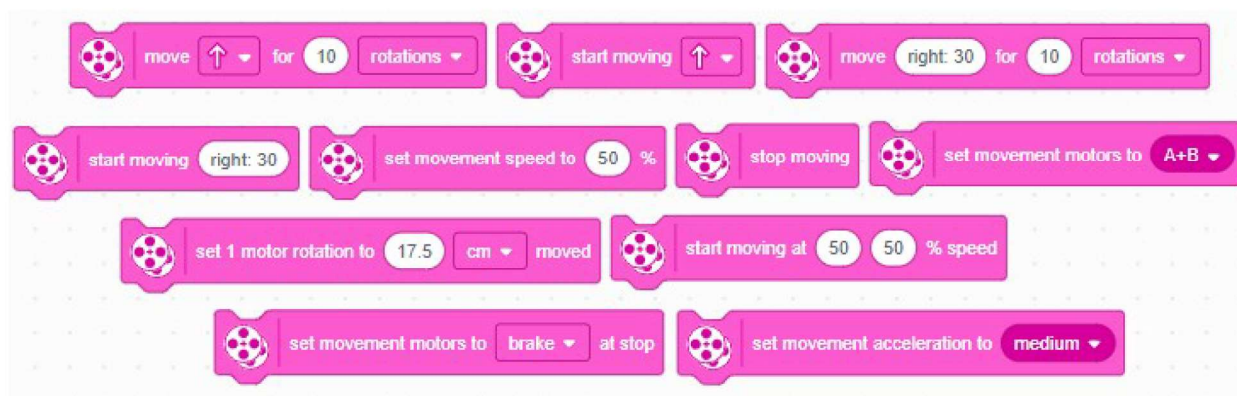 move ↑ for 10 rotations start moving ↑ move right: 30 for 10 rotations
start moving right: 30 set movement speed to 50 % stop moving set movement motors to A+B
set 1 motor rotation to 17.5 cm moved start moving at 50 50 % speed
set movement motors to brake at stop set movement acceleration to medium